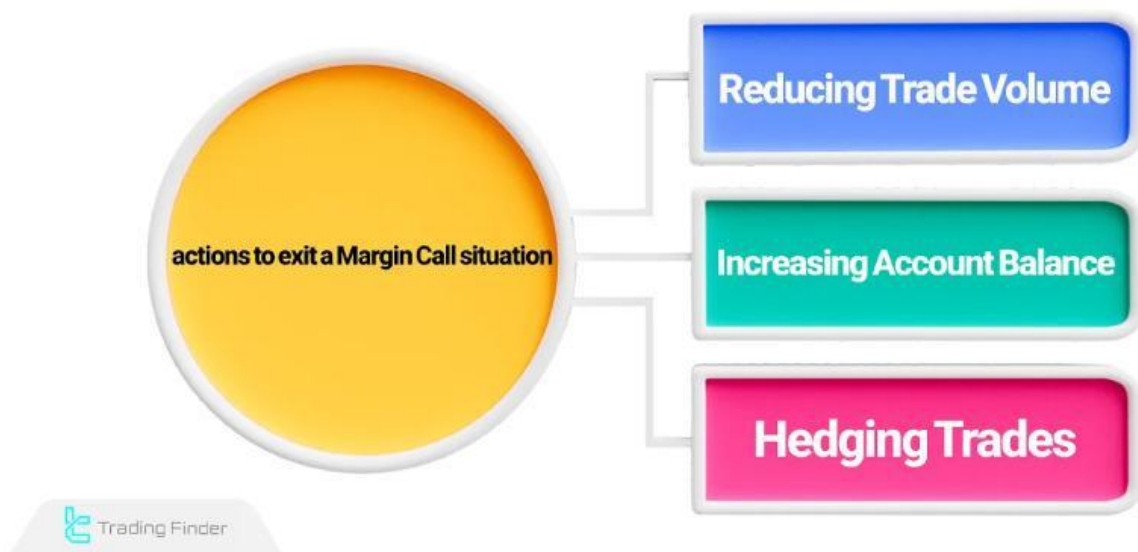 actions to exit a Margin Call situation
Reducing Trade Volume
Increasing Account Balance
Hedging Trades
Trading Finder